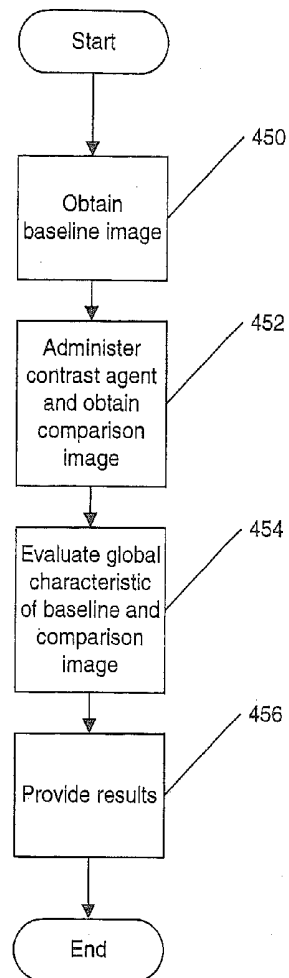 Start
450
Obtain
baseline image
452
Administer
contrast agent
and obtain
comparison
image
454
Evaluate global
characteristic
of baseline and
comparison
image
456
Provide results
End